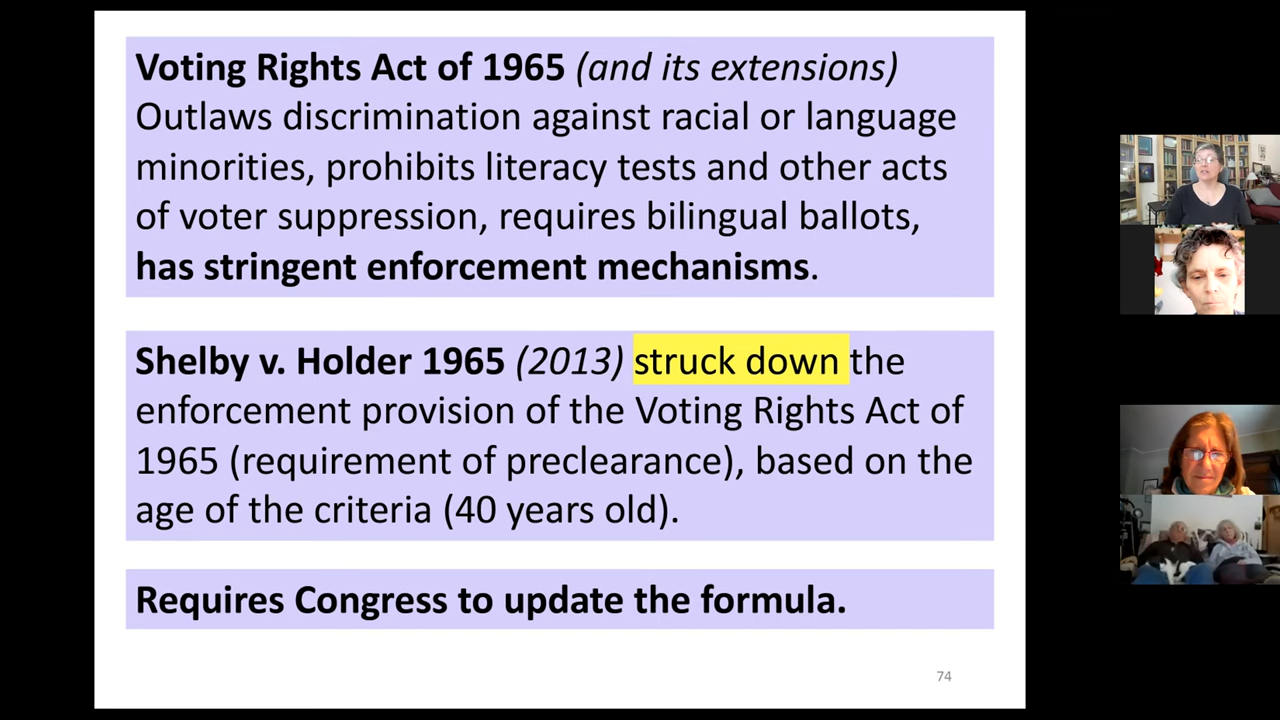 Voting Rights Act of 1965 (and its extensions)
Outlaws discrimination against racial or language
minorities, prohibits literacy tests and other acts
of voter suppression, requires bilingual ballots,
has stringent enforcement mechanisms.
Shelby v. Holder 1965 (2013) struck down the
enforcement provision of the Voting Rights Act of
1965 (requirement of preclearance), based on the
age of the criteria (40 years old).
Requires Congress to update the formula.
74